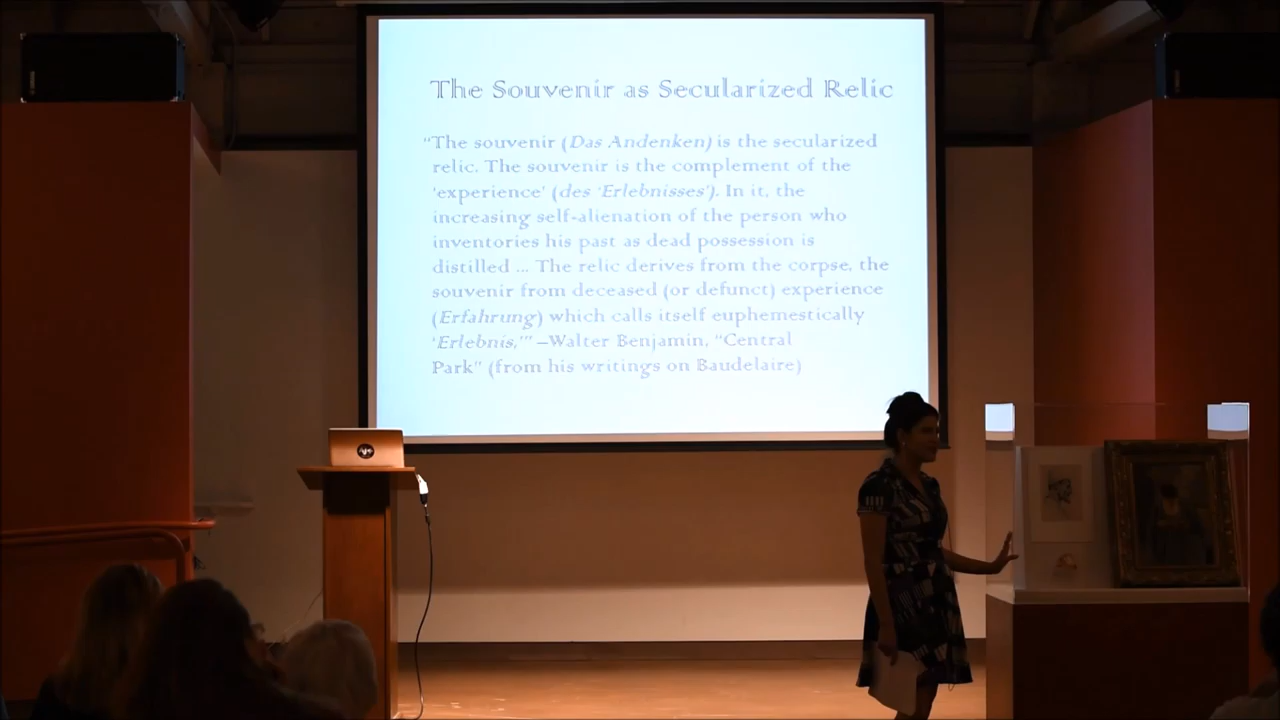 The Souvenir as Secularized Relic
“The souvenir (Das Andenken) is the secularized
relic. The souvenir is the complement of the
‘experience’ (des ‘Erlebnisses’). In it, the
increasing self-alienation of the person who
inventories his past as dead possession is
distilled ... The relic derives from the corpse, the
souvenir from deceased (or defunct) experience
(Erfahrung) which calls itself euphemestically
‘Erlebnis,’” –Walter Benjamin, “Central
Park” (from his writings on Baudelaire)